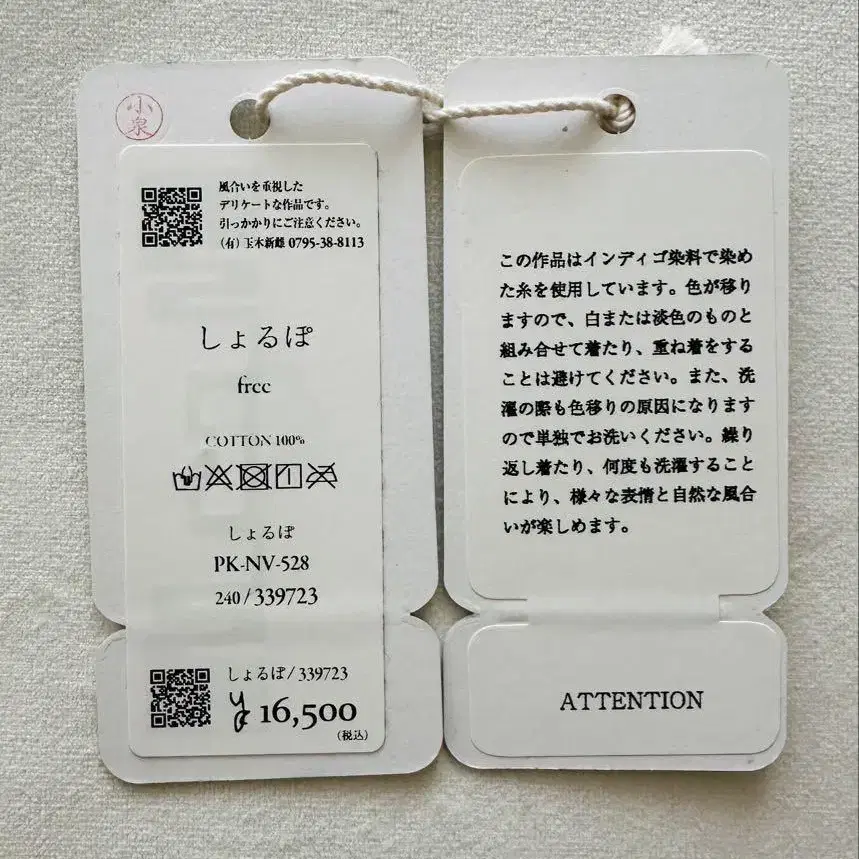 小泉
風合いを重視した
デリケートな作品です。
引っかかりにご注意ください。
(有)玉木新雌 0795-38-8113
しょるぽ
free
COTTON 100%
しょるぽ
PK-NV-528
240 / 339723
しょるぽ/339723
¥ 16,500
(税込)
この作品はインディゴ染料で染め
た糸を使用しています。色が移り
ますので、白または淡色のものと
組み合せて着たり、重ね着をする
ことは避けてください。また、洗
濯の際も色移りの原因になります
ので単独でお洗いください。繰り
返し着たり、何度も洗濯すること
により、様々な表情と自然な風合
いが楽しめます。
ATTENTION